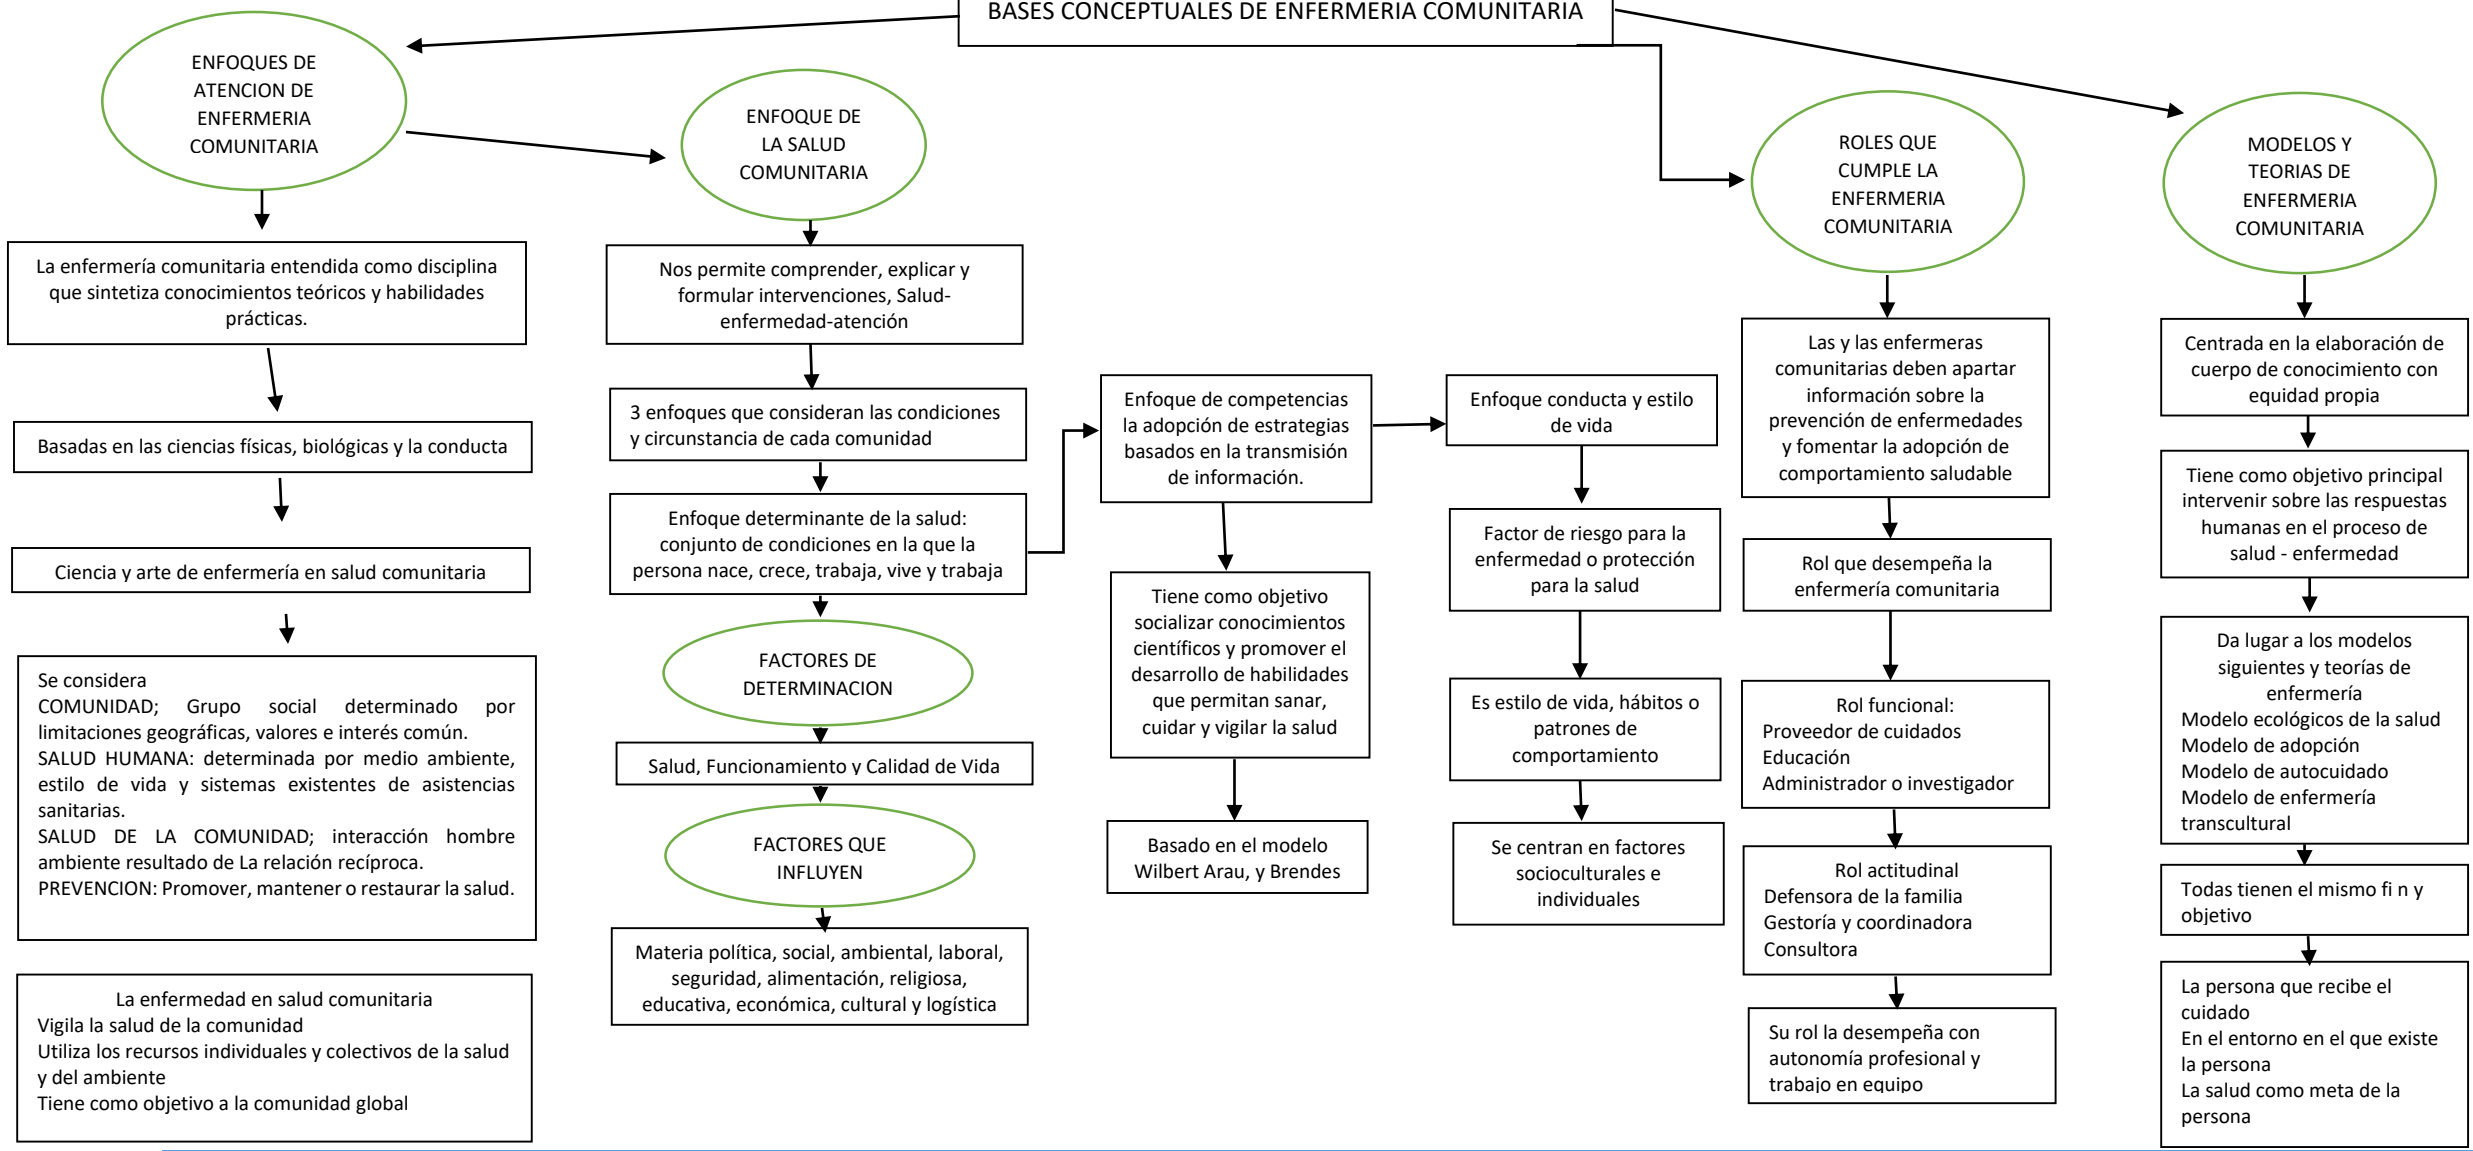 BASES CONCEPTUALES DE ENFERMERIA COMUNITARIA
ENFOQUES DE
ATENCION DE
ENFERMERIA
COMUNITARIA
La enfermería comunitaria entendida como disciplina
que sintetiza conocimientos teóricos y habilidades
prácticas.
Basadas en las ciencias físicas, biológicas y la conducta
Ciencia y arte de enfermería en salud comunitaria
Se considera
COMUNIDAD; Grupo social determinado por
limitaciones geográficas, valores e interés común.
SALUD HUMANA: determinada por medio ambiente,
estilo de vida y sistemas existentes de asistencias
sanitarias.
SALUD DE LA COMUNIDAD; interacción hombre
ambiente resultado de La relación recíproca.
PREVENCION: Promover, mantener o restaurar la salud.
La enfermedad en salud comunitaria
Vigila la salud de la comunidad
Utiliza los recursos individuales y colectivos de la salud
y del ambiente
Tiene como objetivo a la comunidad global
ENFOQUE DE
LA SALUD
COMUNITARIA
Nos permite comprender, explicar y
formular intervenciones, Salud-
enfermedad-atención
3 enfoques que consideran las condiciones
y circunstancia de cada comunidad
Enfoque determinante de la salud:
conjunto de condiciones en la que la
persona nace, crece, trabaja, vive y trabaja
FACTORES DE
DETERMINACION
Salud, Funcionamiento y Calidad de Vida
FACTORES QUE
INFLUYEN
Materia política, social, ambiental, laboral,
seguridad, alimentación, religiosa,
educativa, económica, cultural y logística
Enfoque de competencias
la adopción de estrategias
basados en la transmisión
de información.
Tiene como objetivo
socializar conocimientos
científicos y promover el
desarrollo de habilidades
que permitan sanar,
cuidar y vigilar la salud
Basado en el modelo
Wilbert Arau, y Brendes
Enfoque conducta y estilo
de vida
Factor de riesgo para la
enfermedad o protección
para la salud
Es estilo de vida, hábitos o
patrones de
comportamiento
Se centran en factores
socioculturales e
individuales
ROLES QUE
CUMPLE LA
ENFERMERIA
COMUNITARIA
Las y las enfermeras
comunitarias deben apartar
información sobre la
prevención de enfermedades
y fomentar la adopción de
comportamiento saludable
Rol que desempeña la
enfermería comunitaria
Rol funcional:
Proveedor de cuidados
Educación
Administrador o investigador
Rol actitudinal
Defensora de la familia
Gestoría y coordinadora
Consultora
Su rol la desempeña con
autonomía profesional y
trabajo en equipo
MODELOS Y
TEORIAS DE
ENFERMERIA
COMUNITARIA
Centrada en la elaboración de
cuerpo de conocimiento con
equidad propia
Tiene como objetivo principal
intervenir sobre las respuestas
humanas en el proceso de
salud - enfermedad
Da lugar a los modelos
siguientes y teorías de
enfermería
Modelo ecológicos de la salud
Modelo de adopción
Modelo de autocuidado
Modelo de enfermería
transcultural
Todas tienen el mismo fi n y
objetivo
La persona que recibe el
cuidado
En el entorno en el que existe
la persona
La salud como meta de la
persona